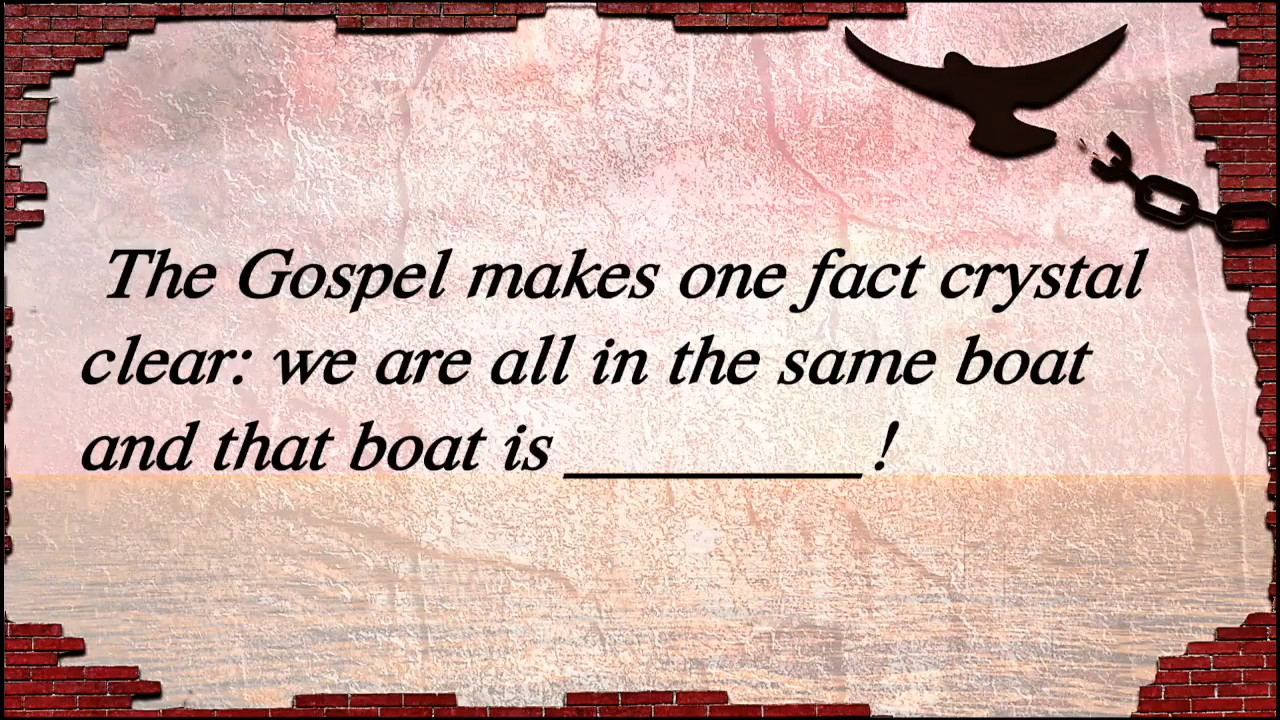 The Gospel makes one fact crystal
clear: we are all in the same boat
and that boat is _________!